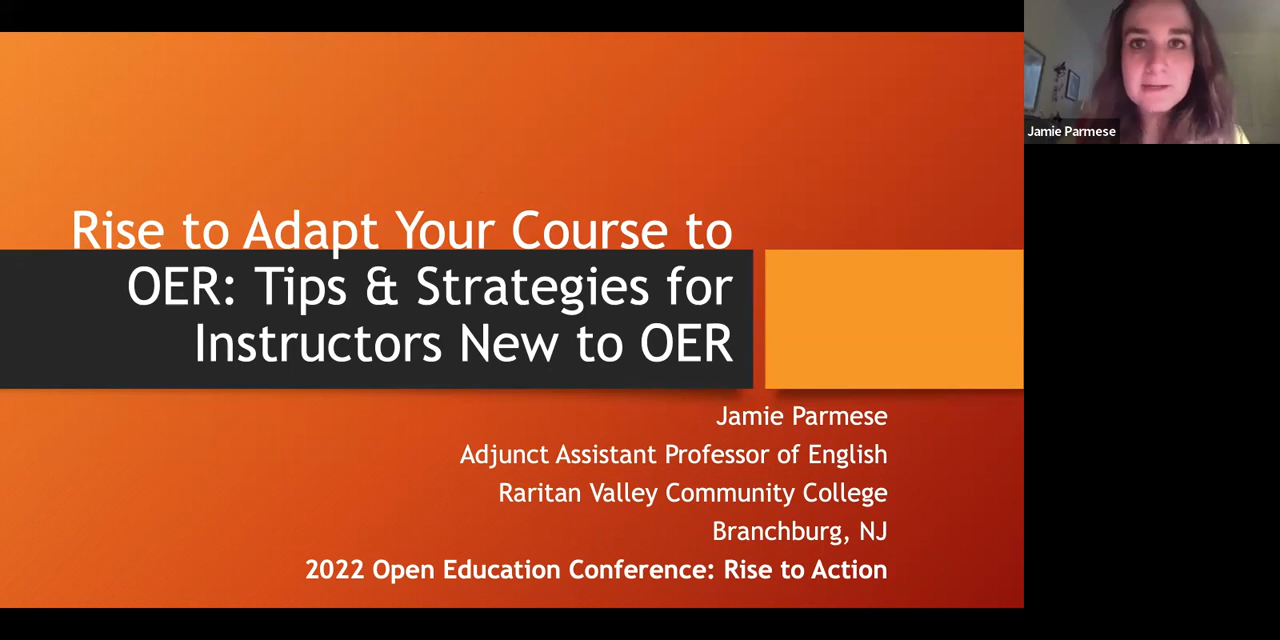 Rise to Adapt Your Course to
OER: Tips & Strategies for
Instructors New to OER
Jamie Parmese
Adjunct Assistant Professor of English
Raritan Valley Community College
Branchburg, NJ
2022 Open Education Conference: Rise to Action
Jamie Parmese